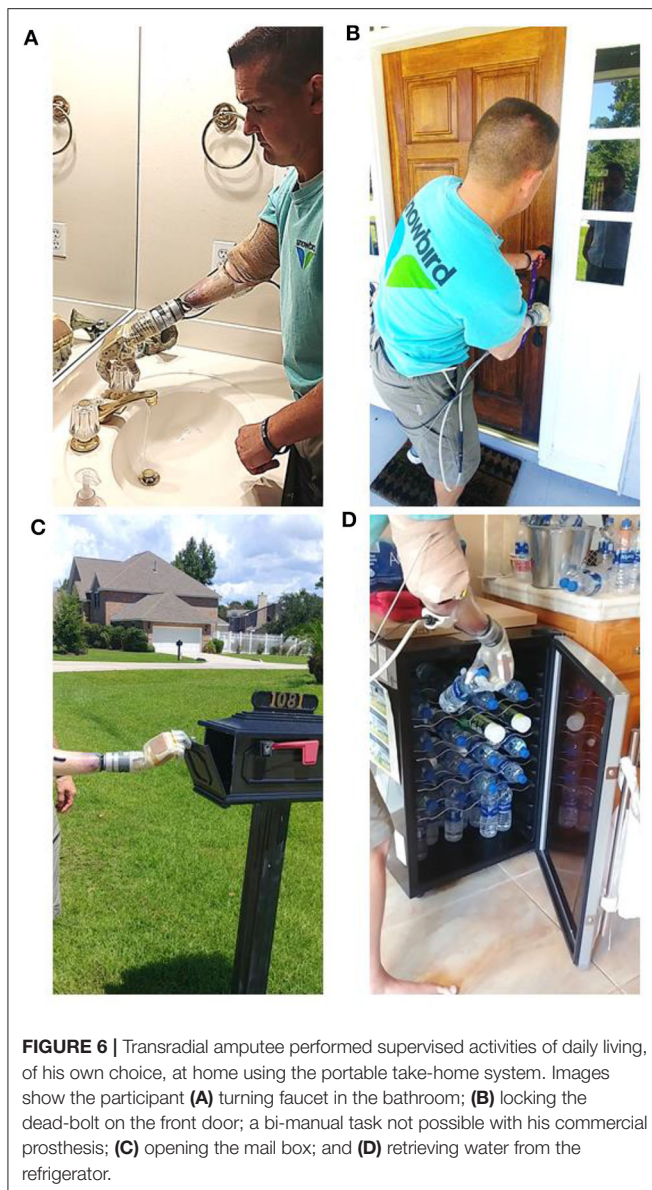 A
B
snowbird
snowbird
C
D
1081
FIGURE 6 | Transradial amputee performed supervised activities of daily living,
of his own choice, at home using the portable take-home system. Images
show the participant (A) turning faucet in the bathroom; (B) locking the
dead-bolt on the front door; a bi-manual task not possible with his commercial
prosthesis; (C) opening the mail box; and (D) retrieving water from the
refrigerator.